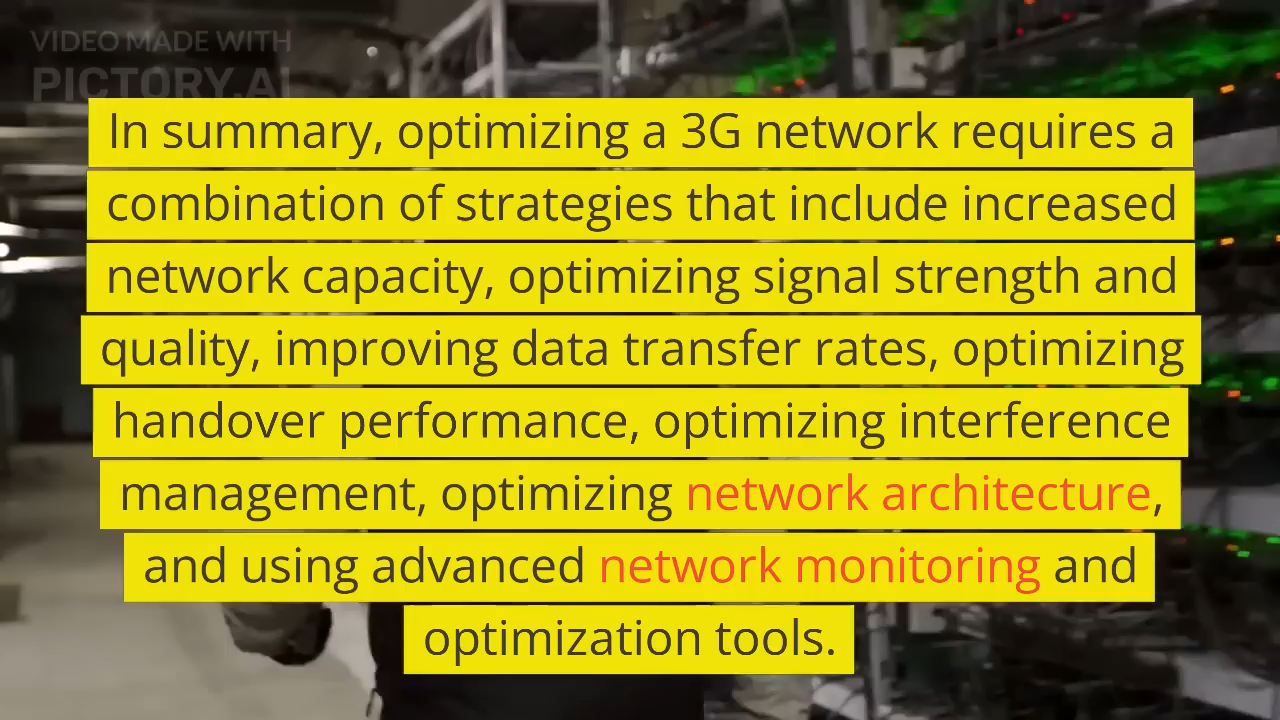 VIDEO MADE WITH
PICTORY.AI
In summary, optimizing a 3G network requires a
combination of strategies that include increased
network capacity, optimizing signal strength and
quality, improving data transfer rates, optimizing
handover performance, optimizing interference
management, optimizing network architecture,
and using advanced network monitoring and
optimization tools.